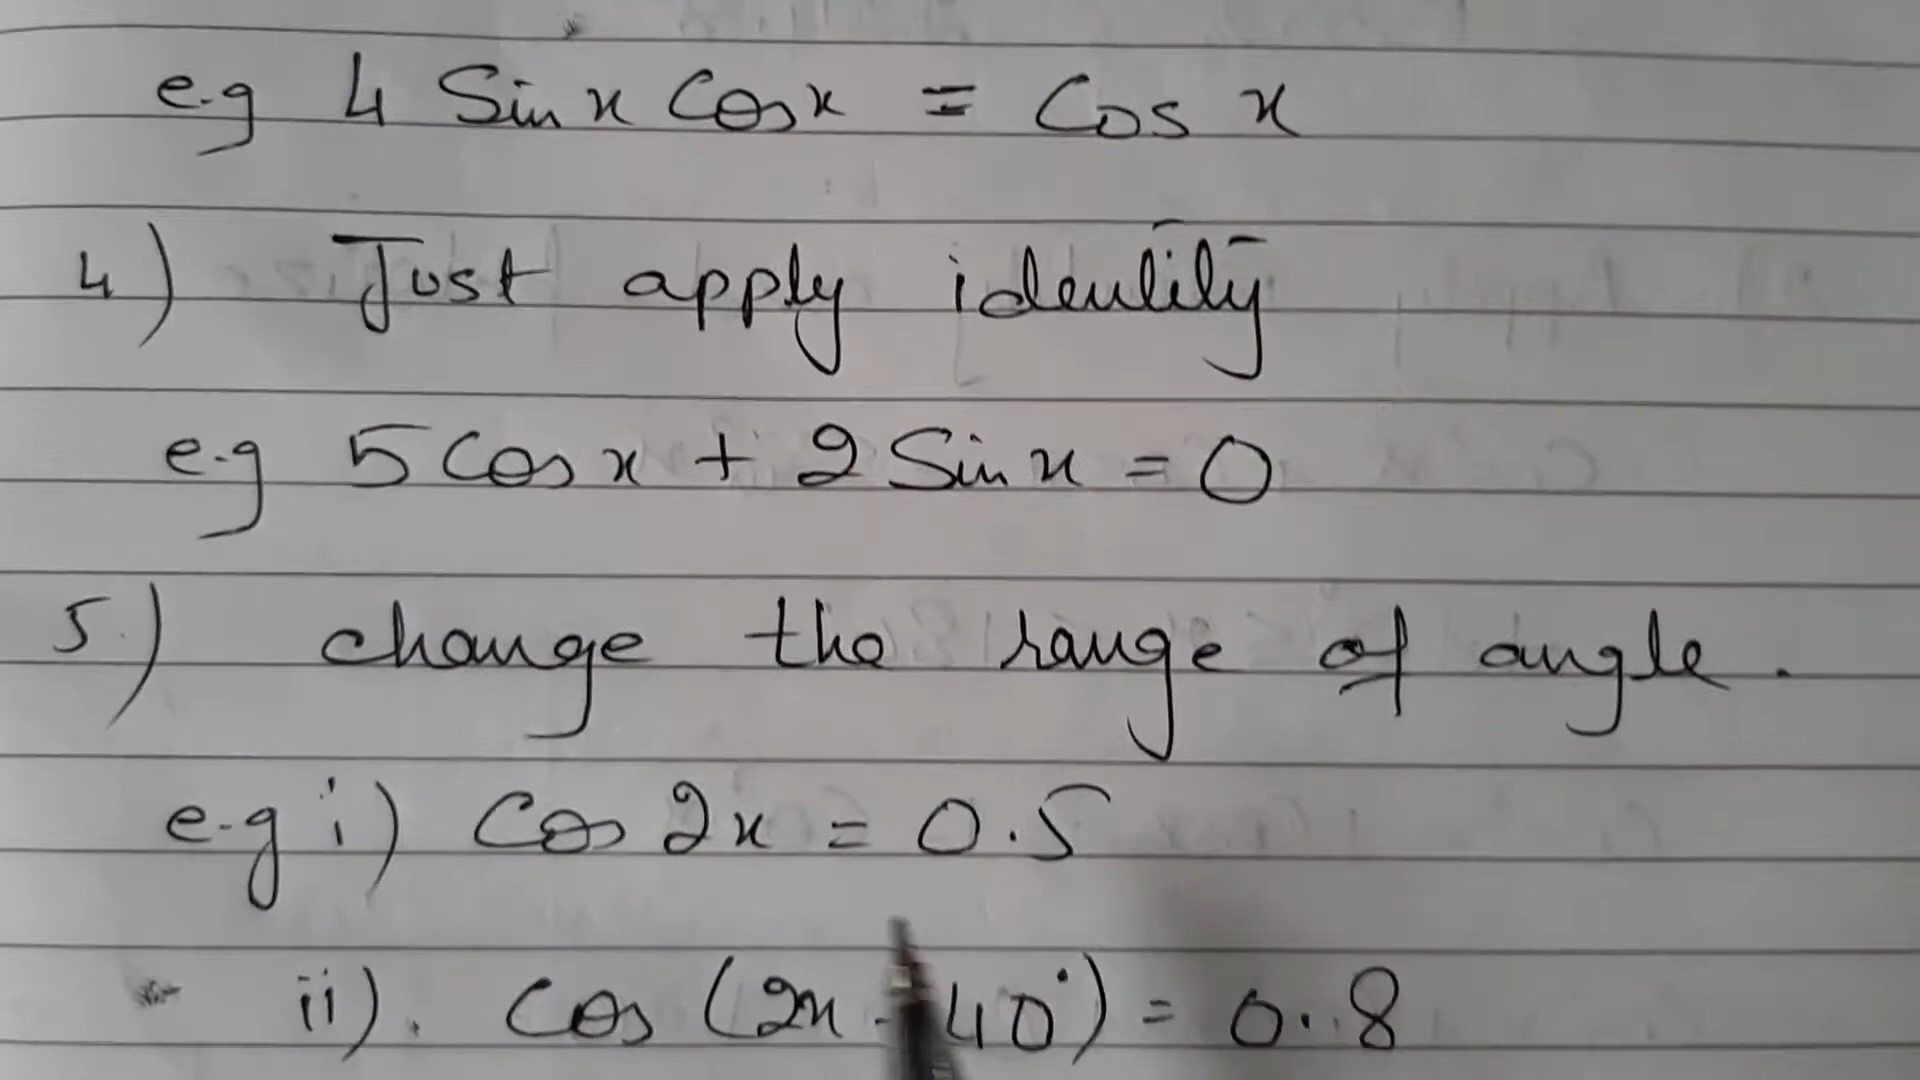 e.g 4 Sin x Cos x = Cos x
4) Just apply identity
e.g 5 Cos x + 2 Sin x = 0
5.) change the range of angle.
e.g i) Cos 2x = 0.5
ii). Cos (2x - 40°) = 0.8